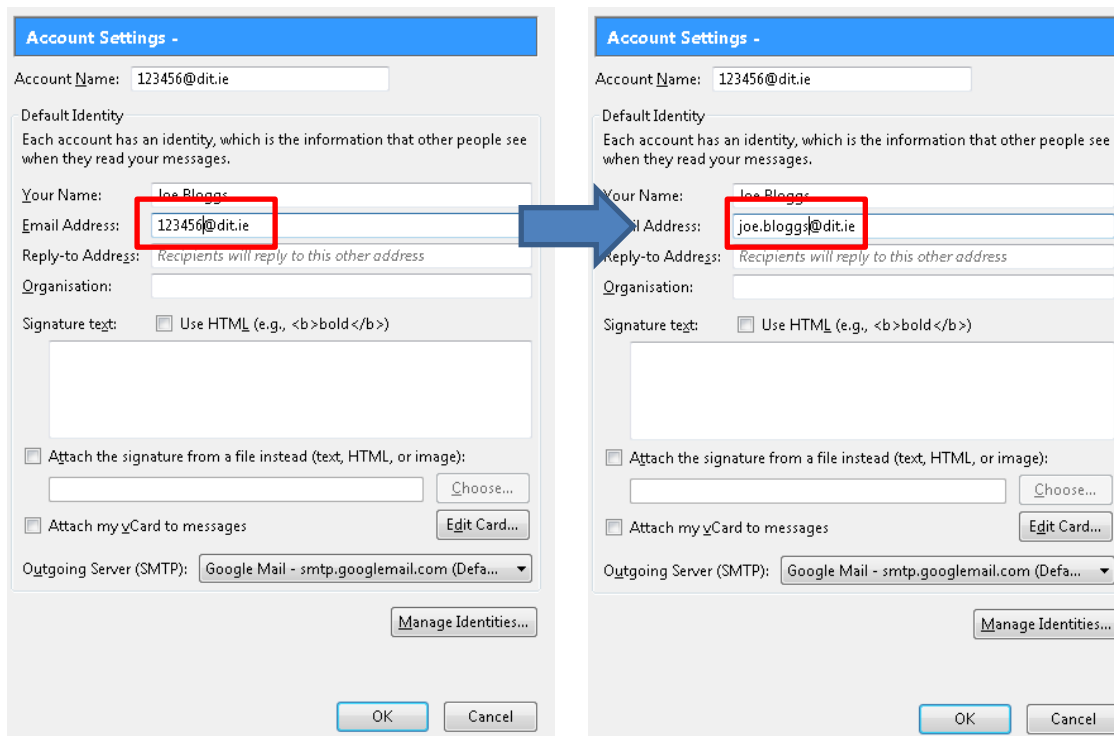 Account Settings -
Account Name: 123456@dit.ie
Default Identity
Each account has an identity, which is the information that other people see
when they read your messages.
Your Name: Joe Bloggs
Email Address: 123456@dit.ie
Reply-to Address: Recipients will reply to this other address
Organisation:
Signature text: Use HTML (e.g., <b>bold</b>)
Attach the signature from a file instead (text, HTML, or image):
Choose...
Attach my vCard to messages Edit Card...
Outgoing Server (SMTP): Google Mail - smtp.googlemail.com (Defa...
Manage Identities...
OK Cancel
Account Settings -
Account Name: 123456@dit.ie
Default Identity
Each account has an identity, which is the information that other people see
when they read your messages.
Your Name: Joe Bloggs
Address: joe.bloggs@dit.ie
Reply-to Address: Recipients will reply to this other address
Organisation:
Signature text: Use HTML (e.g., <b>bold</b>)
Attach the signature from a file instead (text, HTML, or image):
Choose...
Attach my vCard to messages Edit Card...
Outgoing Server (SMTP): Google Mail - smtp.googlemail.com (Defa...
Manage Identities...
OK Cancel